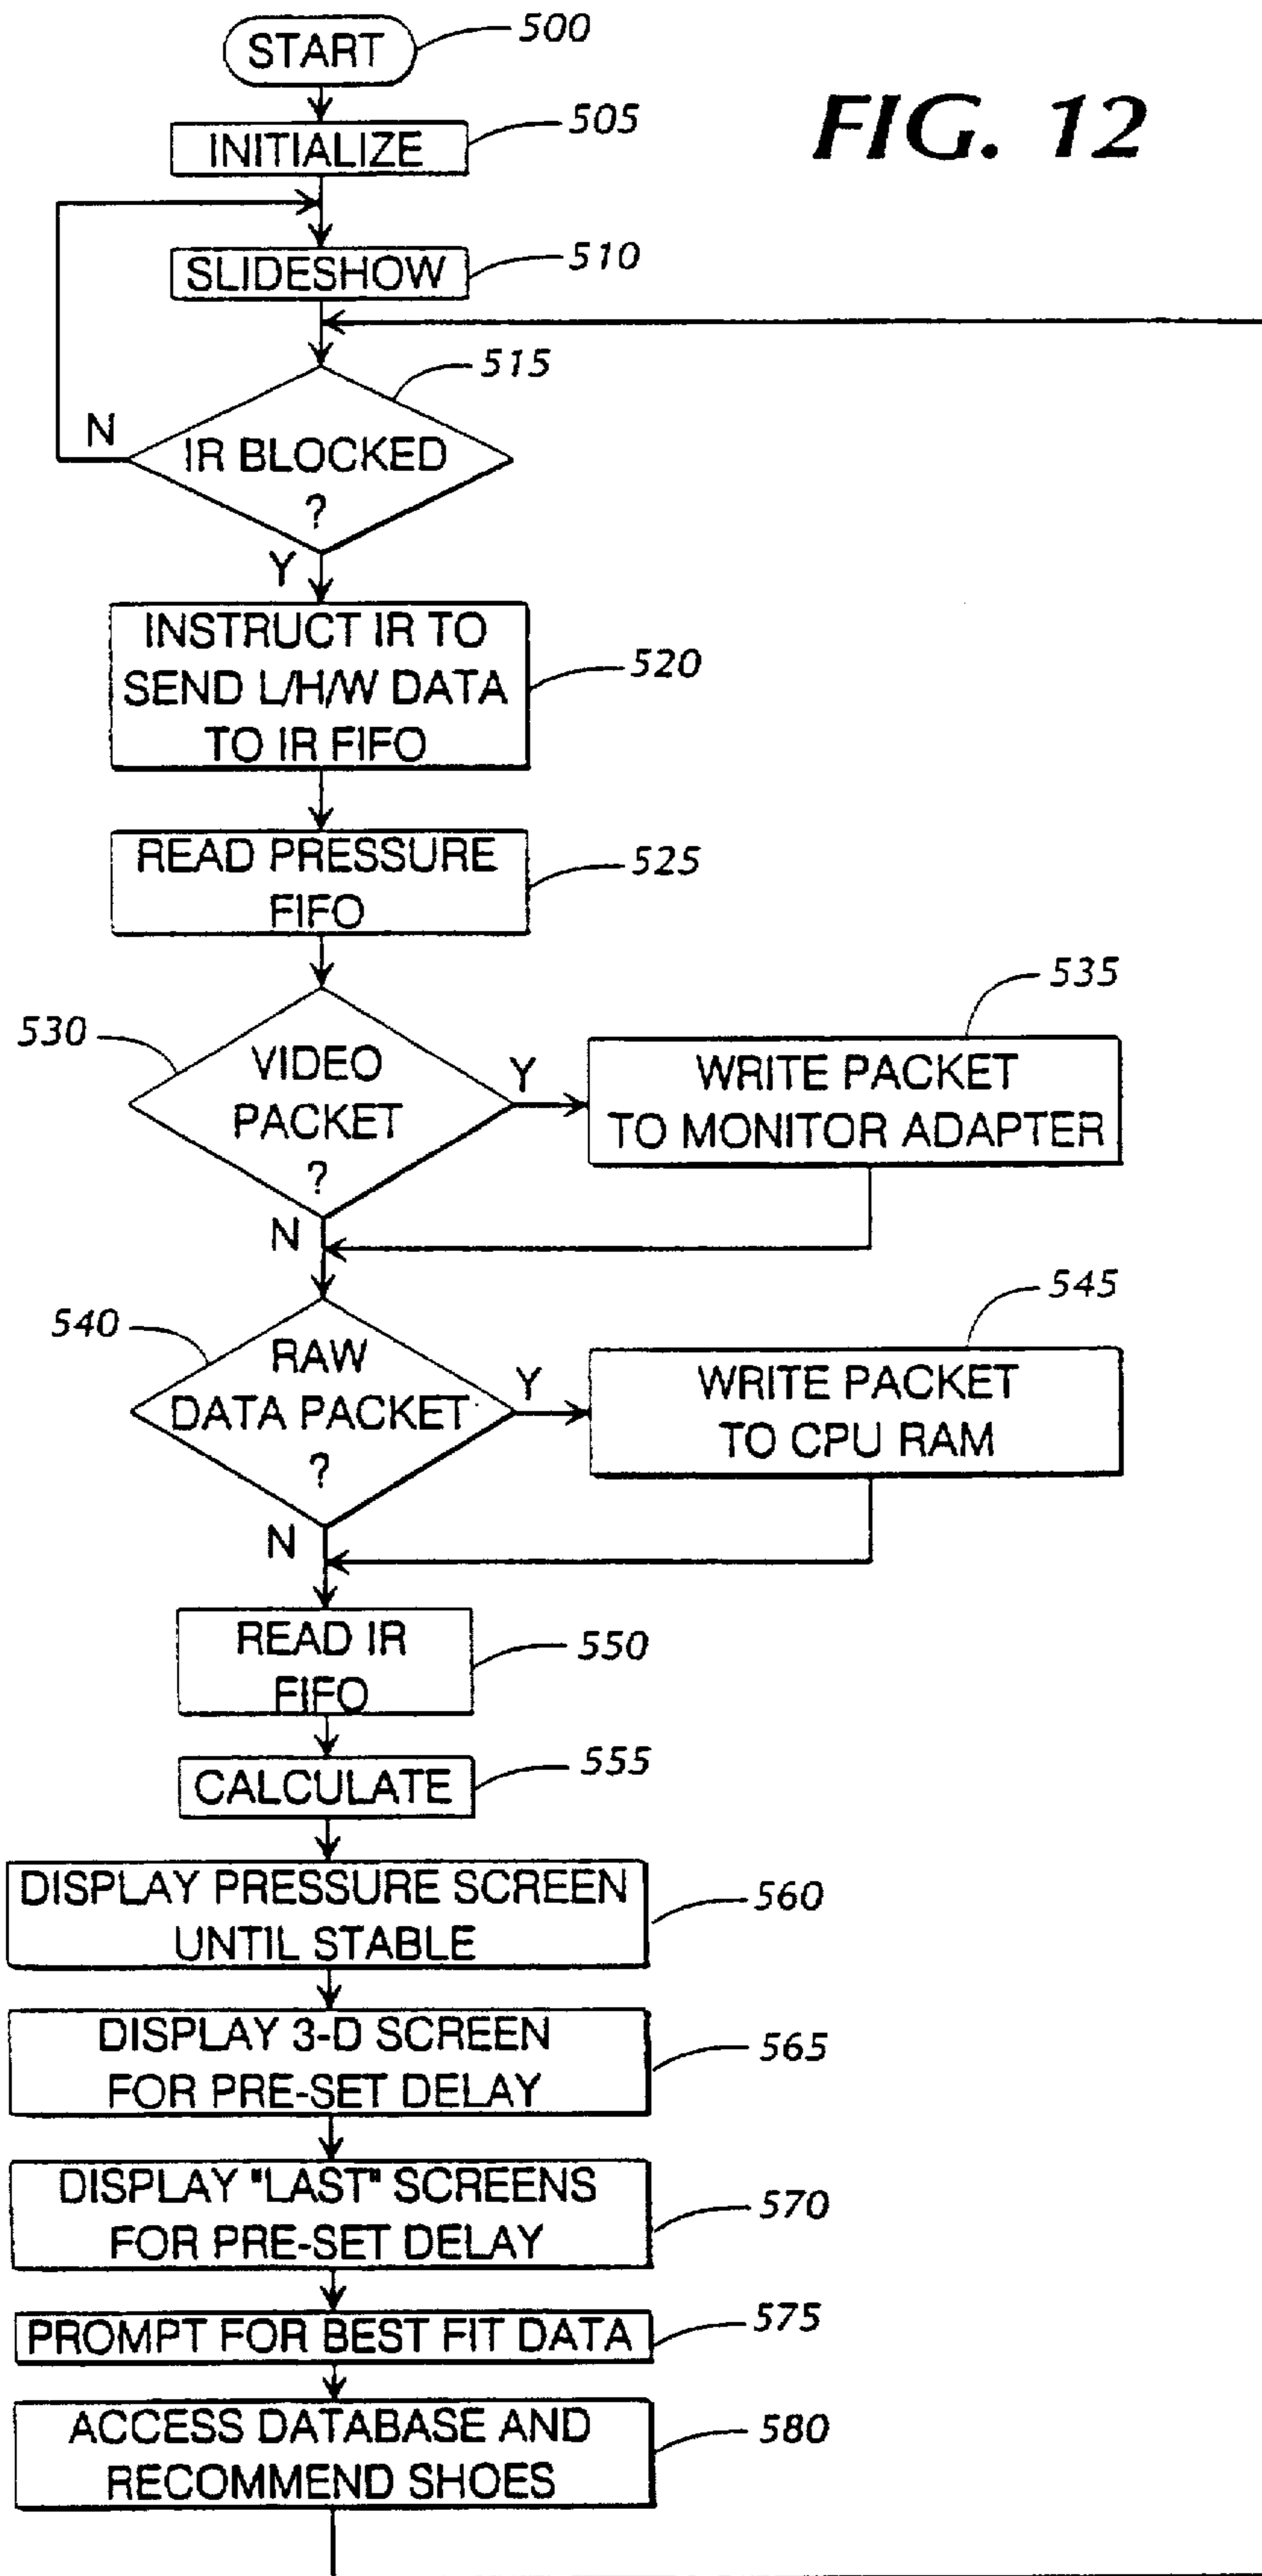 START
500
FIG. 12
INITIALIZE
505
SLIDESHOW
510
515
N
IR BLOCKED
?
Y
INSTRUCT IR TO
SEND L/H/W DATA
TO IR FIFO
520
READ PRESSURE
FIFO
525
530
VIDEO
PACKET
?
Y
535
WRITE PACKET
TO MONITOR ADAPTER
N
540
RAW
DATA PACKET
?
Y
545
WRITE PACKET
TO CPU RAM
N
READ IR
FIFO
550
CALCULATE
555
DISPLAY PRESSURE SCREEN
UNTIL STABLE
560
DISPLAY 3-D SCREEN
FOR PRE-SET DELAY
565
DISPLAY "LAST" SCREENS
FOR PRE-SET DELAY
570
PROMPT FOR BEST FIT DATA
575
ACCESS DATABASE AND
RECOMMEND SHOES
580